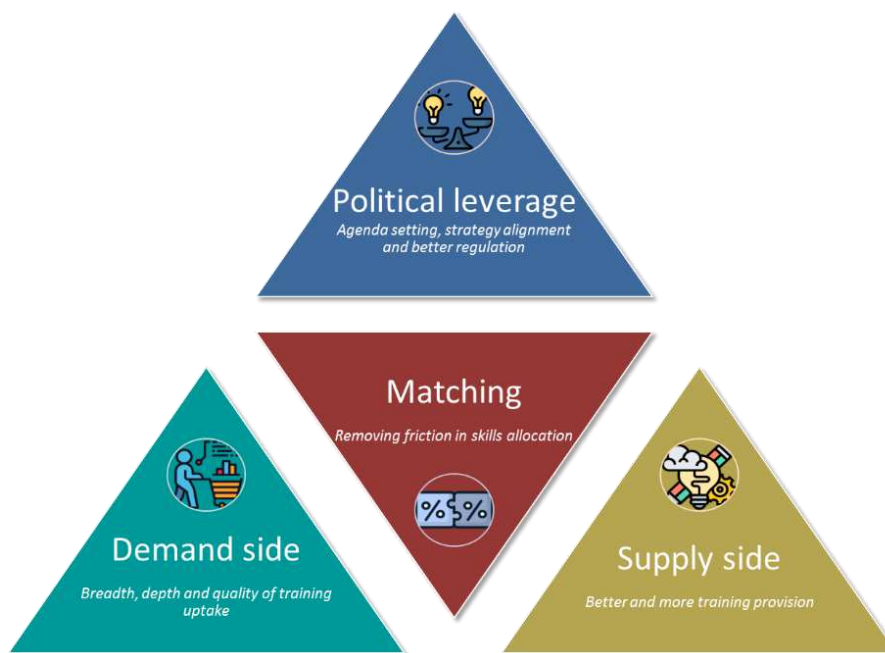 Political leverage
Agenda setting, strategy alignment
and better regulation
Matching
Removing friction in skills allocation
% %
Demand side
Breadth, depth and quality of training
uptake
Supply side
Better and more training provision